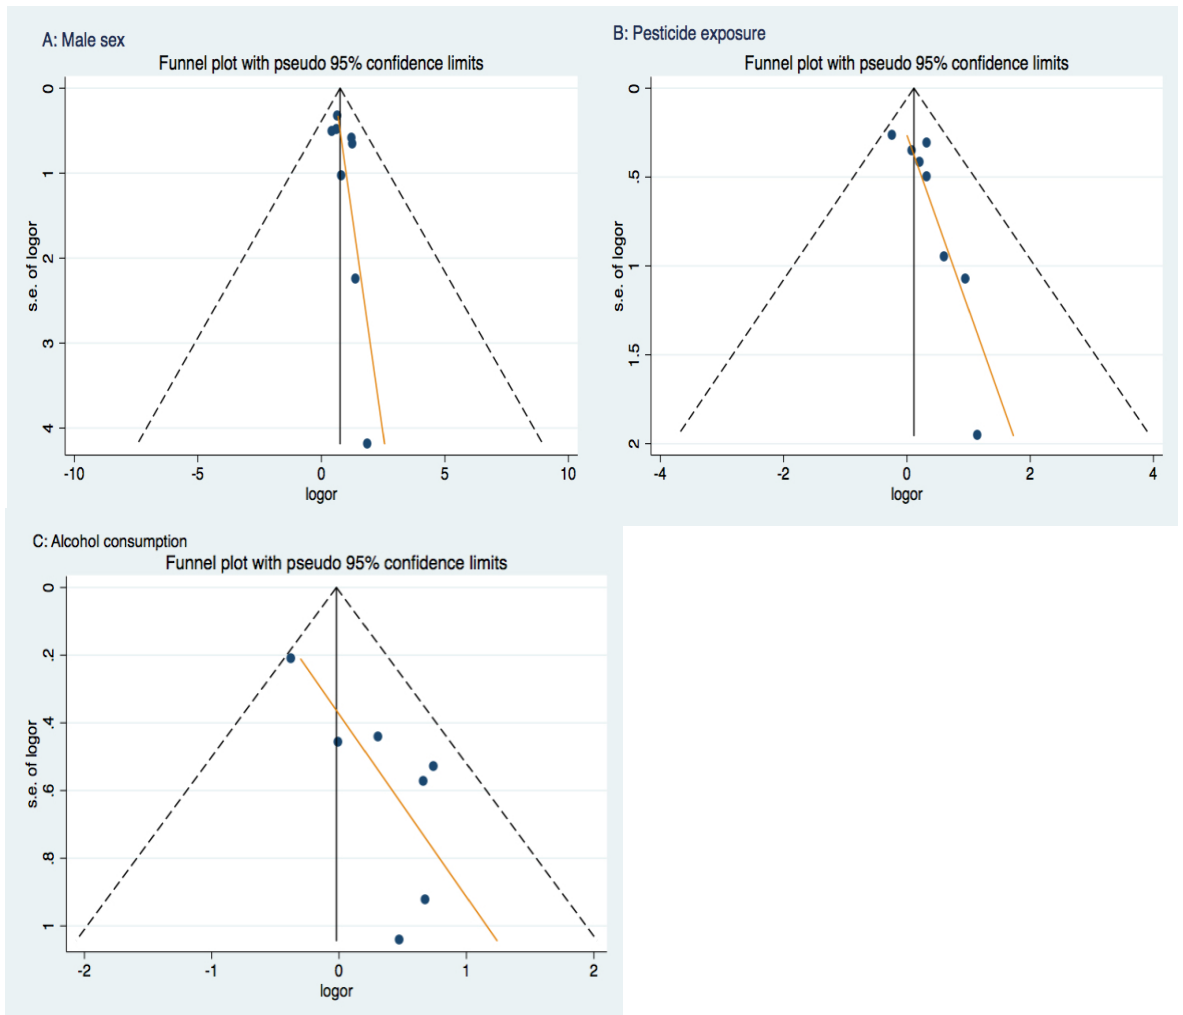 A: Male sex
Funnel plot with pseudo 95% confidence limits
s.e. of logor
0
1
2
3
4
-10
-5
0
5
10
logor
B: Pesticide exposure
Funnel plot with pseudo 95% confidence limits
s.e. of logor
0
.5
1
1.5
2
-4
-2
0
2
4
logor
C: Alcohol consumption
Funnel plot with pseudo 95% confidence limits
s.e. of logor
0
.2
.4
.6
.8
1
-2
-1
0
1
2
logor